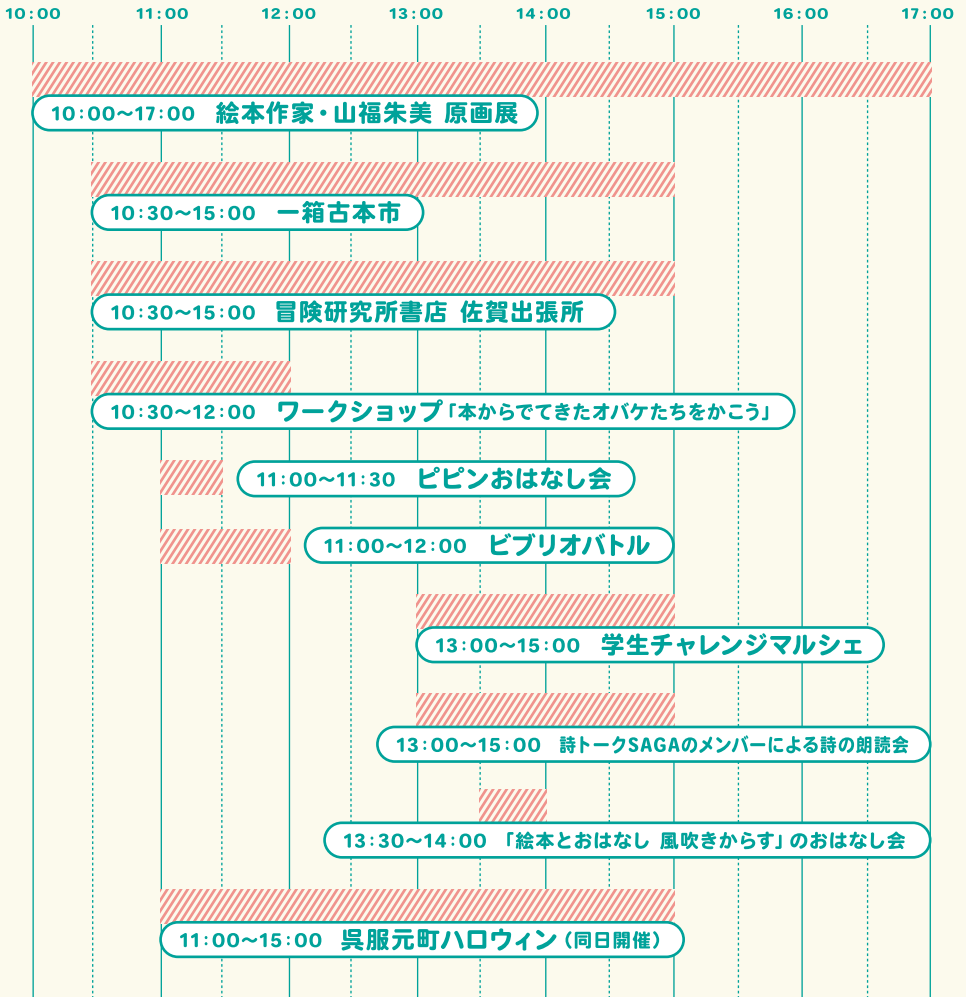 10:00 11:00 12:00 13:00 14:00 15:00 16:00 17:00
10:00〜17:00 絵本作家・山福朱美 原画展
10:30〜15:00 一箱古本市
10:30〜15:00 冒険研究所書店 佐賀出張所
10:30〜12:00 ワークショップ「本からでてきたオバケたちをかこう」
11:00〜11:30 ピピンおはなし会
11:00〜12:00 ビブリオバトル
13:00〜15:00 学生チャレンジマルシェ
13:00〜15:00 詩トークSAGAのメンバーによる詩の朗読会
13:30〜14:00 「絵本とおはなし 風吹きからす」のおはなし会
11:00〜15:00 呉服元町ハロウィン（同日開催）